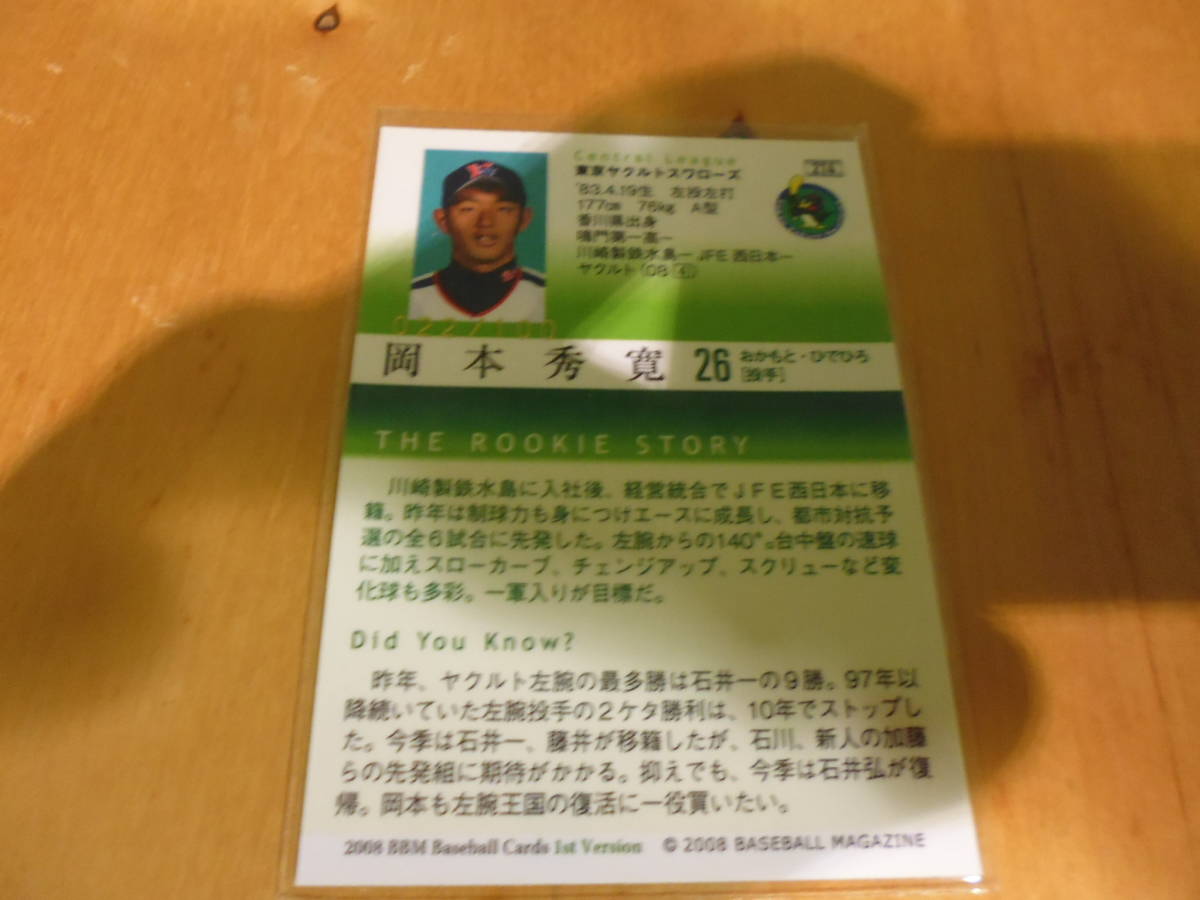 Central League
東京ヤクルトスワローズ
'83.4.19生 左投左打
177cm 76kg A型
香川県出身
鳴門第一高－
川崎製鉄水島－JFE西日本－
ヤクルト('08 4)
022/100
岡本秀寛 26 おかもと・ひでひろ
[投手]
THE ROOKIE STORY
川崎製鉄水島に入社後、経営統合でＪＦＥ西日本に移
籍。昨年は制球力も身につけエースに成長し、都市対抗予
選の全６試合に先発した。左腕からの140㌔台中盤の速球
に加えスローカーブ、チェンジアップ、スクリューなど変
化球も多彩。一軍入りが目標だ。
Did You Know?
昨年、ヤクルト左腕の最多勝は石井一の９勝。97年以
降続いていた左腕投手の２ケタ勝利は、10年でストップし
た。今季は石井一、藤井が移籍したが、石川、新人の加藤
らの先発組に期待がかかる。抑えでも、今季は石井弘が復
帰。岡本も左腕王国の復活に一役買いたい。
2008 BBM Baseball Cards 1st Version © 2008 BASEBALL MAGAZINE